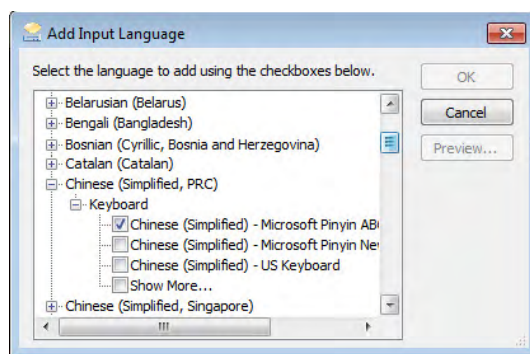 Add Input Language
Select the language to add using the checkboxes below.
OK
Cancel
Preview...
Belarusian (Belarus)
Bengali (Bangladesh)
Bosnian (Cyrillic, Bosnia and Herzegovina)
Catalan (Catalan)
Chinese (Simplified, PRC)
Keyboard
Chinese (Simplified) - Microsoft Pinyin AB
Chinese (Simplified) - Microsoft Pinyin Ne
Chinese (Simplified) - US Keyboard
Show More...
Chinese (Simplified, Singapore)